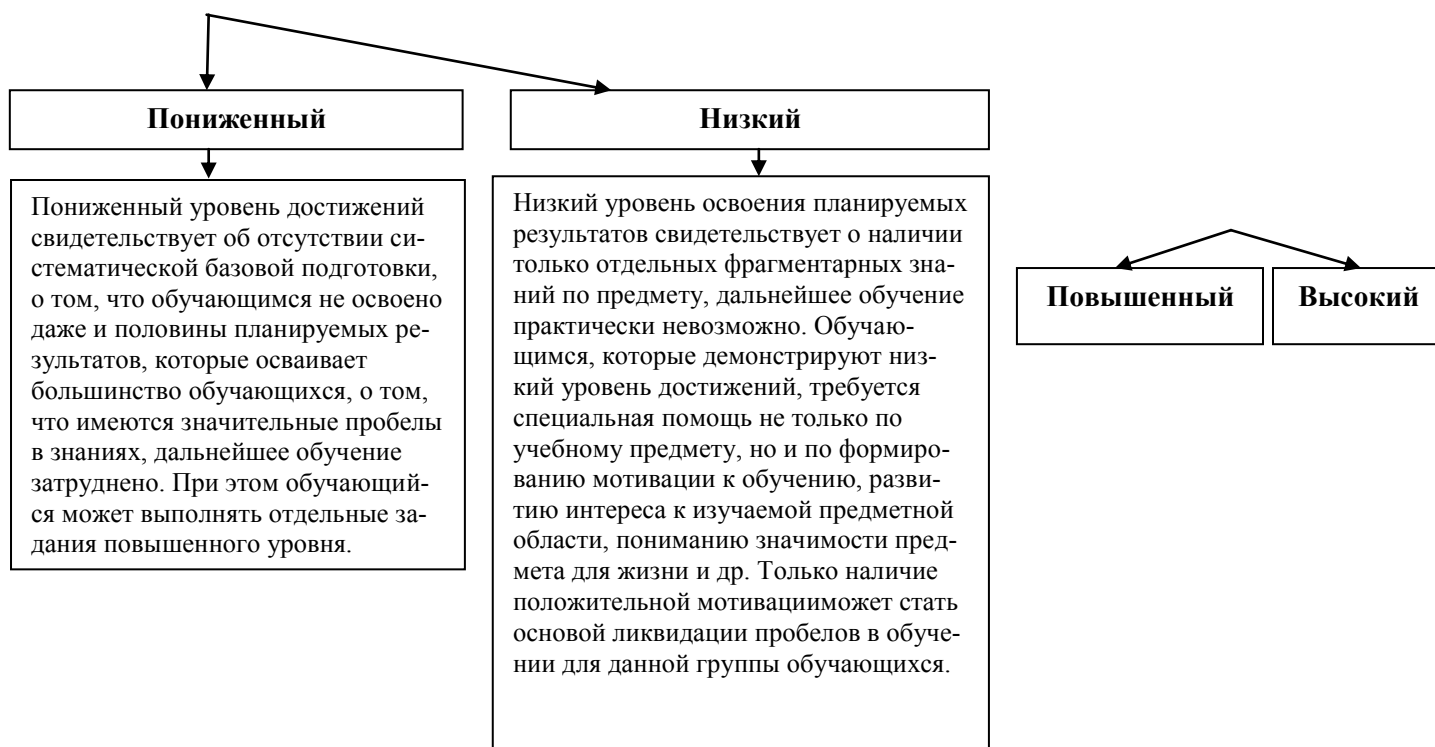 Пониженный
Пониженный уровень достижений
свидетельствует об отсутствии си-
стематической базовой подготовки,
о том, что обучающимся не освоено
даже и половины планируемых ре-
зультатов, которые осваивает
большинство обучающихся, о том,
что имеются значительные пробелы
в знаниях, дальнейшее обучение
затруднено. При этом обучающий-
ся может выполнять отдельные за-
дания повышенного уровня.
Низкий
Низкий уровень освоения планируемых
результатов свидетельствует о наличии
только отдельных фрагментарных зна-
ний по предмету, дальнейшее обучение
практически невозможно. Обучаю-
щимся, которые демонстрируют низ-
кий уровень достижений, требуется
специальная помощь не только по
учебному предмету, но и по формиро-
ванию мотивации к обучению, разви-
тию интереса к изучаемой предметной
области, пониманию значимости пред-
мета для жизни и др. Только наличие
положительной мотивацииможет стать
основой ликвидации пробелов в обуче-
нии для данной группы обучающихся.
Повышенный
Высокий